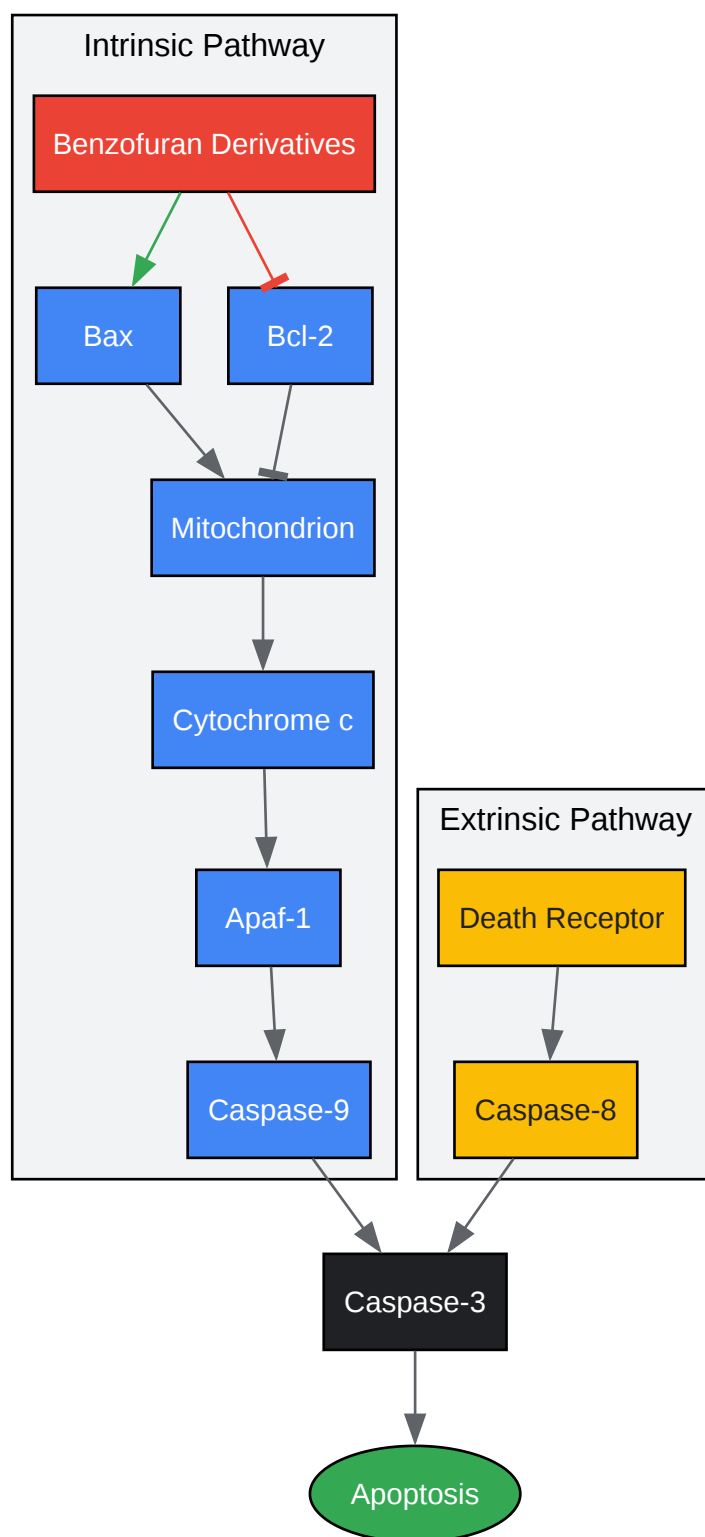 Intrinsic Pathway
Benzofuran Derivatives
Bax
Bcl-2
Mitochondrion
Cytochrome c
Apaf-1
Caspase-9
Extrinsic Pathway
Death Receptor
Caspase-8
Caspase-3
Apoptosis